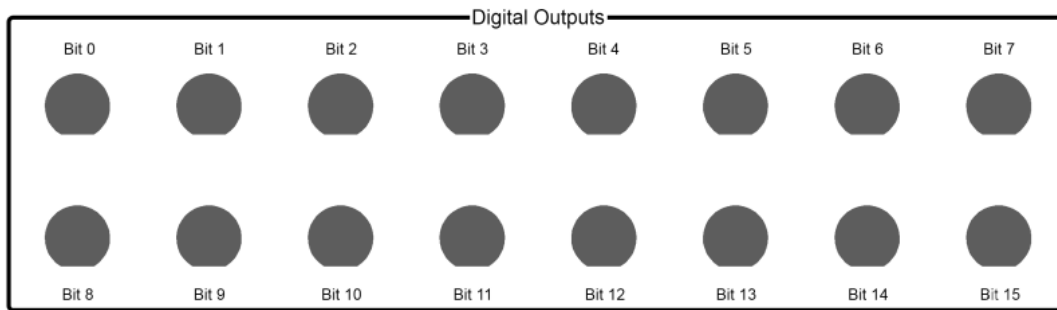 Digital Outputs
Bit 0 Bit 1 Bit 2 Bit 3 Bit 4 Bit 5 Bit 6 Bit 7
Bit 8 Bit 9 Bit 10 Bit 11 Bit 12 Bit 13 Bit 14 Bit 15